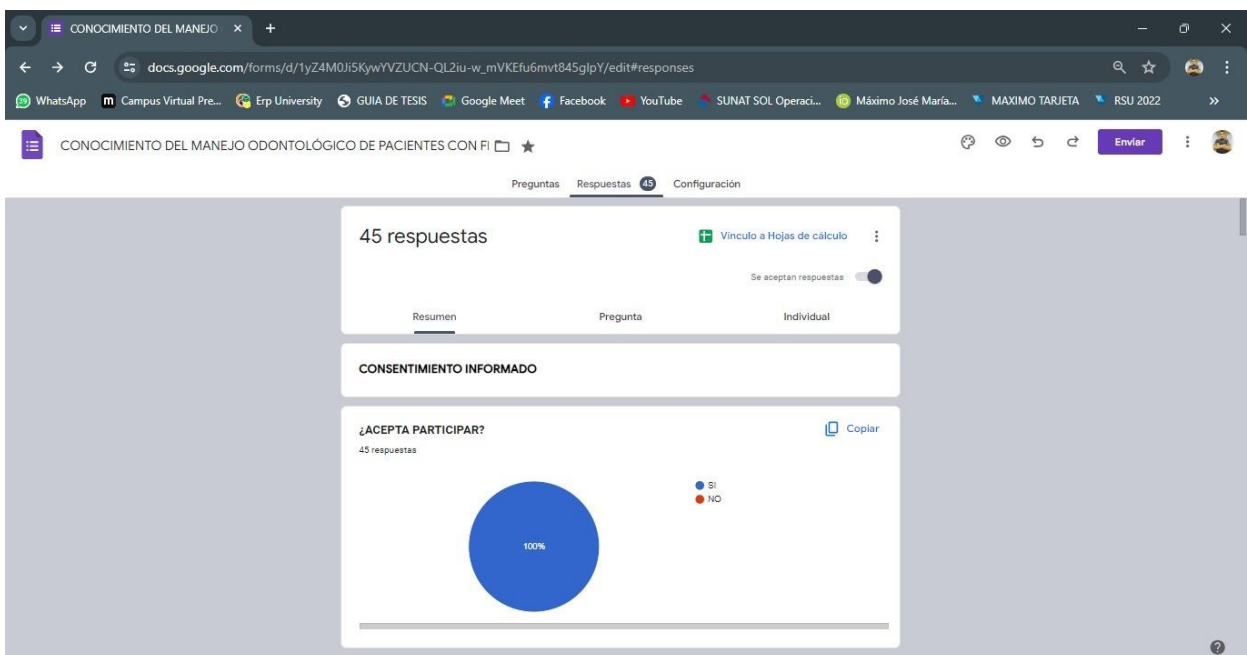 CONOCIMIENTO DEL MANEJO
docs.google.com/forms/d/1yZ4M0Ji5KywYVZUCN-QL2iu-w_mVKEfu6mvt845glpY/edit#responses
WhatsApp Campus Virtual Pre... Erp University GUIA DE TESIS Google Meet Facebook YouTube SUNAT SOL Operaci... Máximo José María... MAXIMO TARJETA RSU 2022 »
CONOCIMIENTO DEL MANEJO ODONTOLÓGICO DE PACIENTES CON FI
Enviar
Preguntas Respuestas 45 Configuración
45 respuestas
Vínculo a Hojas de cálculo
Se aceptan respuestas
Resumen Pregunta Individual
CONSENTIMIENTO INFORMADO
¿ACEPTA PARTICIPAR?
Copiar
45 respuestas
SI
NO
100%